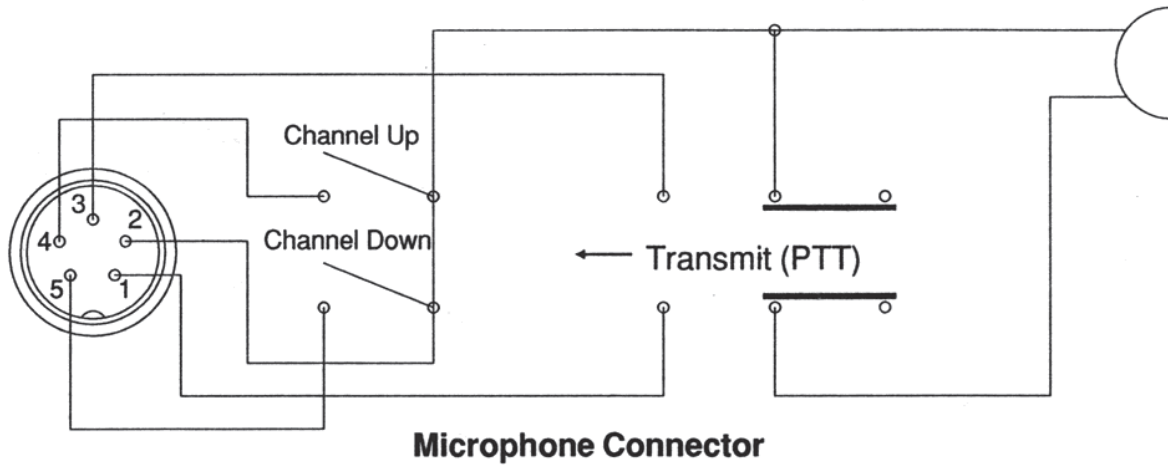 Channel Up
3
2
4
Channel Down
Transmit (PTT)
5
1
Microphone Connector